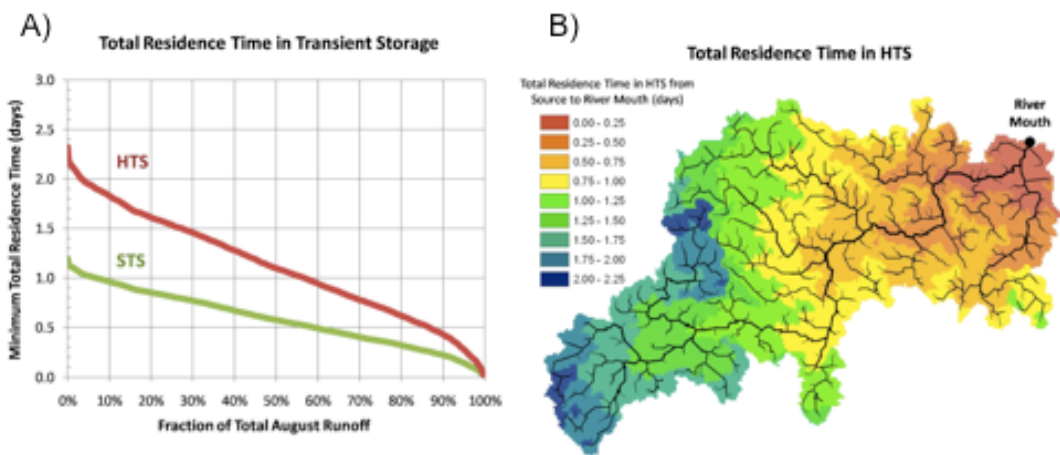 A)
Total Residence Time in Transient Storage
Minimum Total Residence Time (days)
3.0
2.5
2.0
1.5
1.0
0.5
0.0
HTS
STS
0%
10%
20%
30%
40%
50%
60%
70%
80%
90%
100%
Fraction of Total August Runoff
B)
Total Residence Time in HTS
Total Residence Time in HTS from
Source to River Mouth (days)
0.00 - 0.25
0.25 - 0.50
0.50 - 0.75
0.75 - 1.00
1.00 - 1.25
1.25 - 1.50
1.50 - 1.75
1.75 - 2.00
2.00 - 2.25
River
Mouth